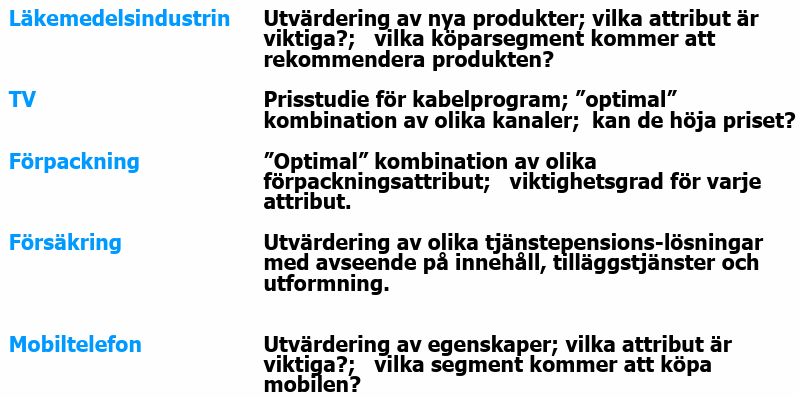 Läkemedelsindustrin Utvärdering av nya produkter; vilka attribut är
viktiga?; vilka köparsegment kommer att
rekommendera produkten?
TV Prisstudie för kabelprogram; ”optimal”
kombination av olika kanaler; kan de höja priset?
Förpackning ”Optimal” kombination av olika
förpackningsattribut; viktighetsgrad för varje
attribut.
Försäkring Utvärdering av olika tjänstepensions-lösningar
med avseende på innehåll, tilläggstjänster och
utformning.
Mobiltelefon Utvärdering av egenskaper; vilka attribut är
viktiga?; vilka segment kommer att köpa
mobilen?